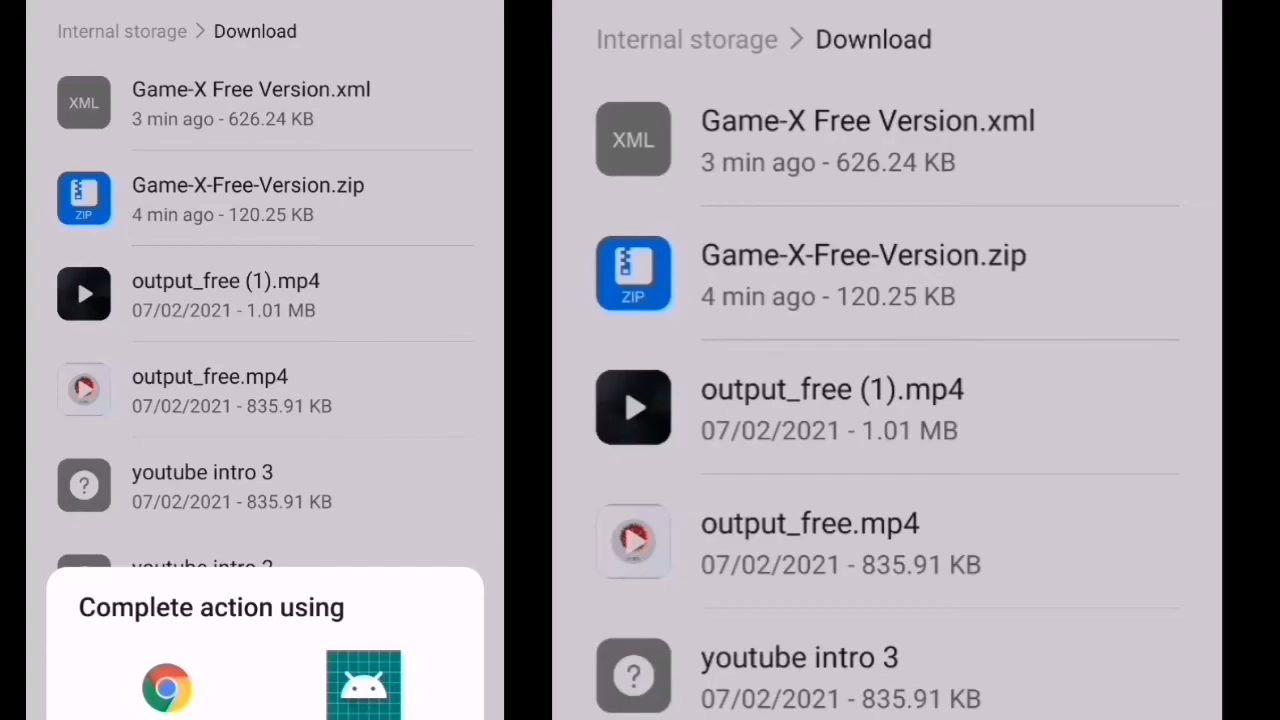 Internal storage > Download
XML
Game-X Free Version.xml
3 min ago - 626.24 KB
ZIP
Game-X-Free-Version.zip
4 min ago - 120.25 KB
output_free (1).mp4
07/02/2021 - 1.01 MB
output_free.mp4
07/02/2021 - 835.91 KB
?
youtube intro 3
07/02/2021 - 835.91 KB
youtube intro 2
Complete action using
Internal storage > Download
XML
Game-X Free Version.xml
3 min ago - 626.24 KB
ZIP
Game-X-Free-Version.zip
4 min ago - 120.25 KB
output_free (1).mp4
07/02/2021 - 1.01 MB
output_free.mp4
07/02/2021 - 835.91 KB
?
youtube intro 3
07/02/2021 - 835.91 KB